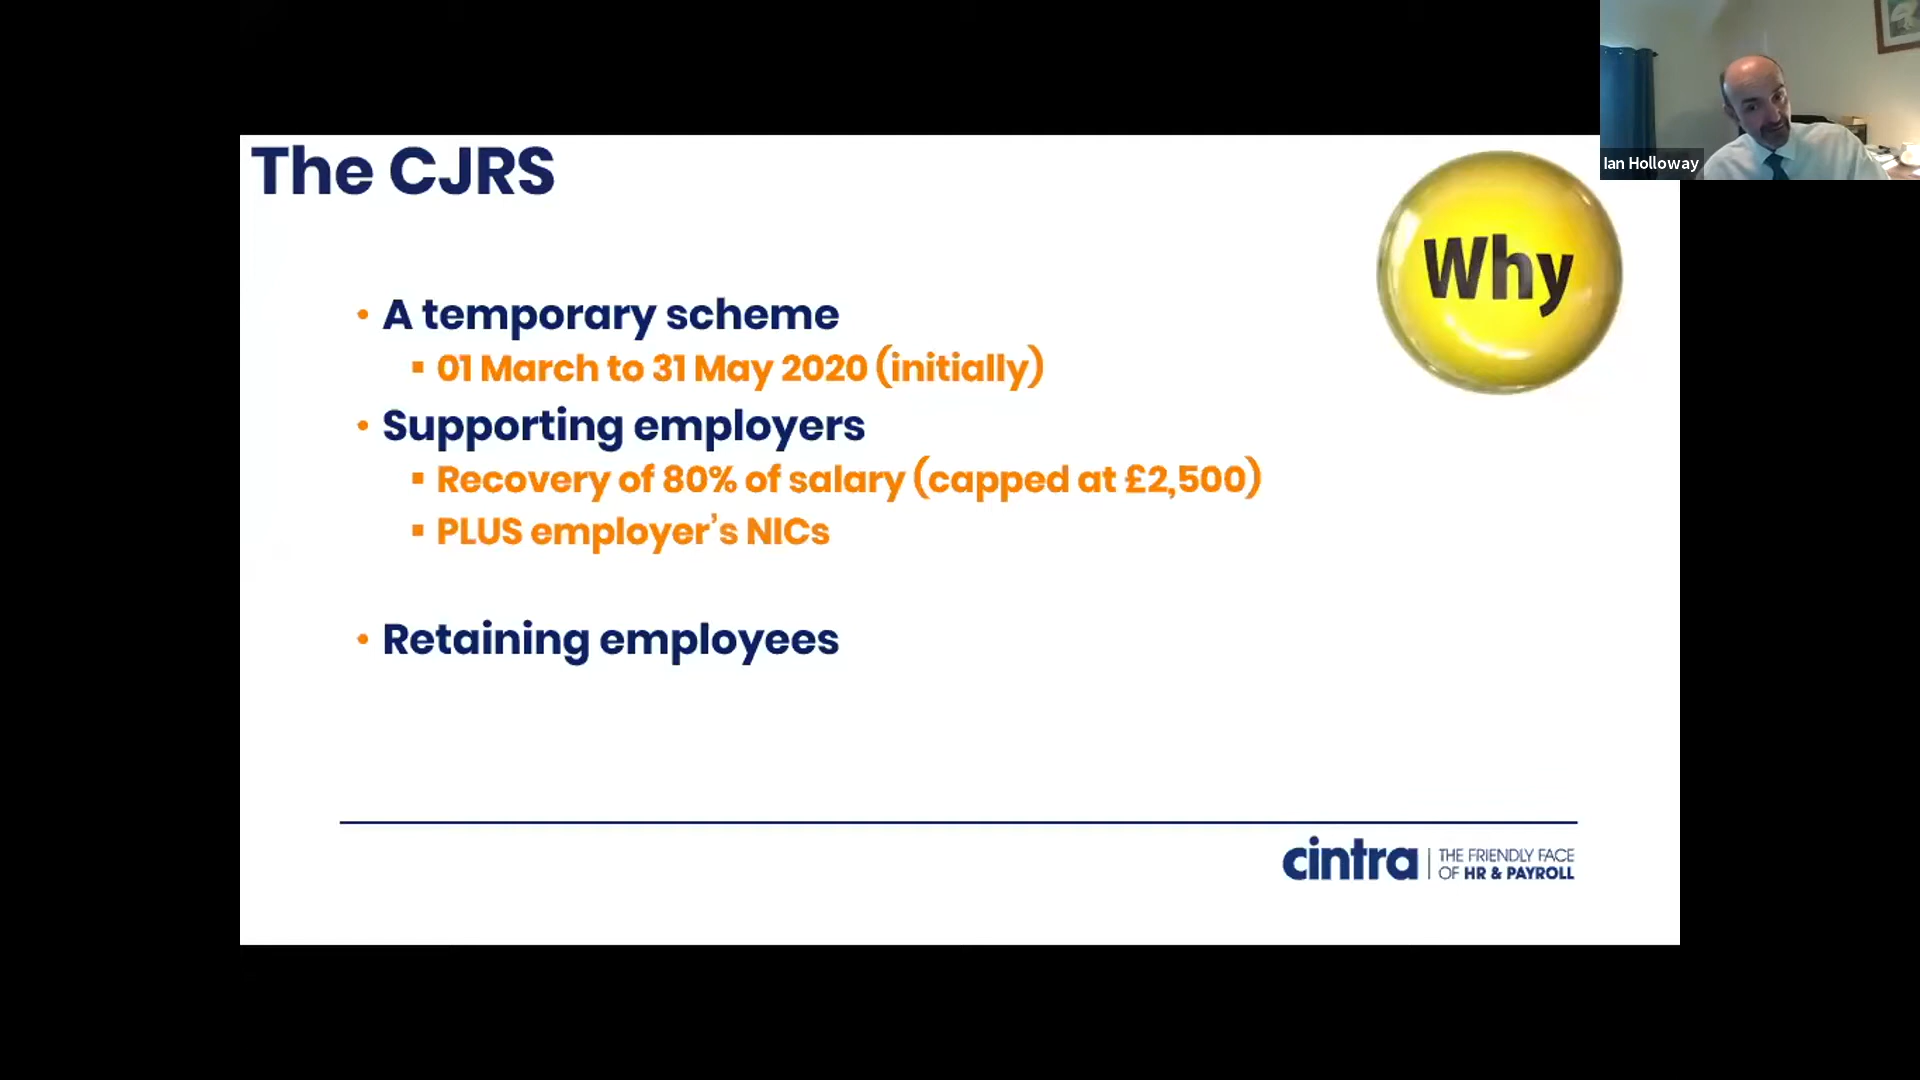 The CJRS
Why
Ian Holloway
• A temporary scheme
▪ 01 March to 31 May 2020 (initially)
• Supporting employers
▪ Recovery of 80% of salary (capped at £2,500)
▪ PLUS employer’s NICs
• Retaining employees
cintra
THE FRIENDLY FACE
OF HR & PAYROLL